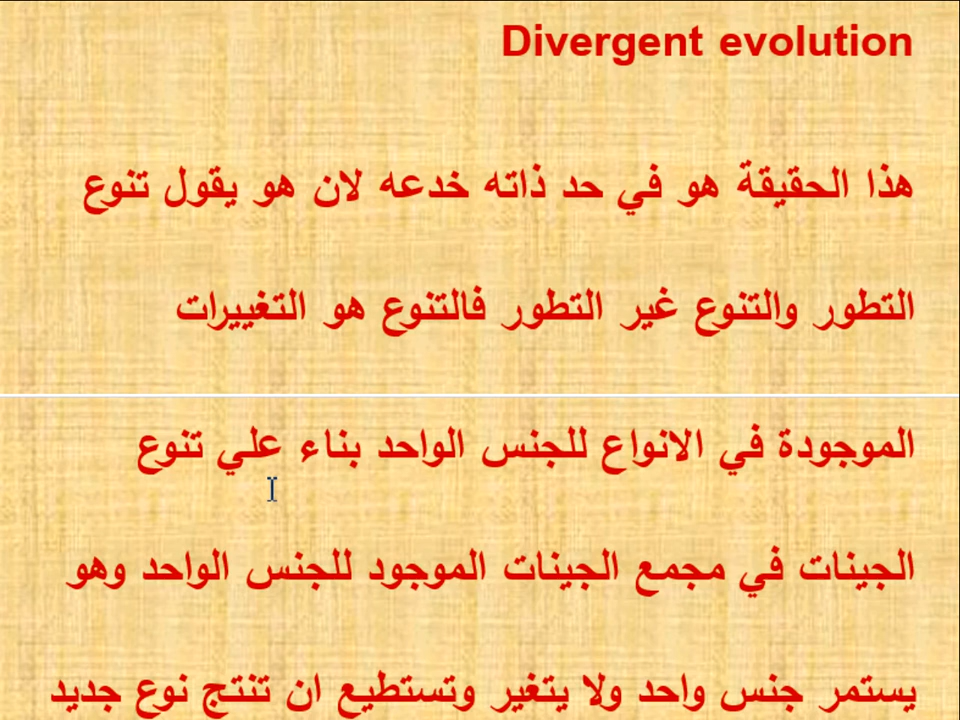 Divergent evolution
هذا الحقيقة هو في حد ذاته خدعه لان هو يقول تنوع
التطور والتنوع غير التطور فالتنوع هو التغييرات
الموجودة في الانواع للجنس الواحد بناء علي تنوع
الجينات في مجمع الجينات الموجود للجنس الواحد وهو
يستمر جنس واحد ولا يتغير وتستطيع ان تنتج نوع جديد